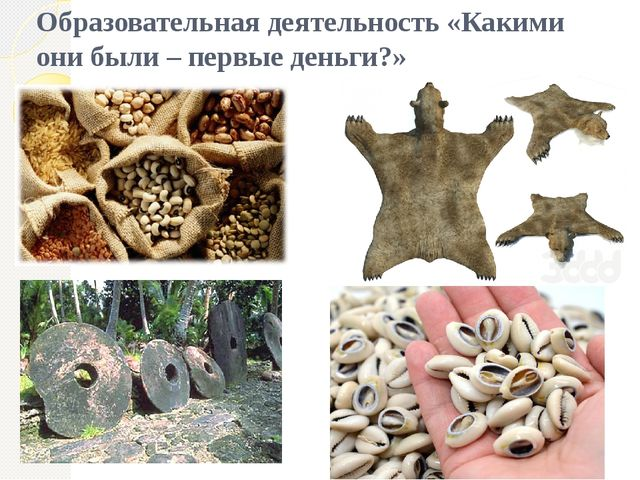 Образовательная деятельность «Какими
они были – первые деньги?»